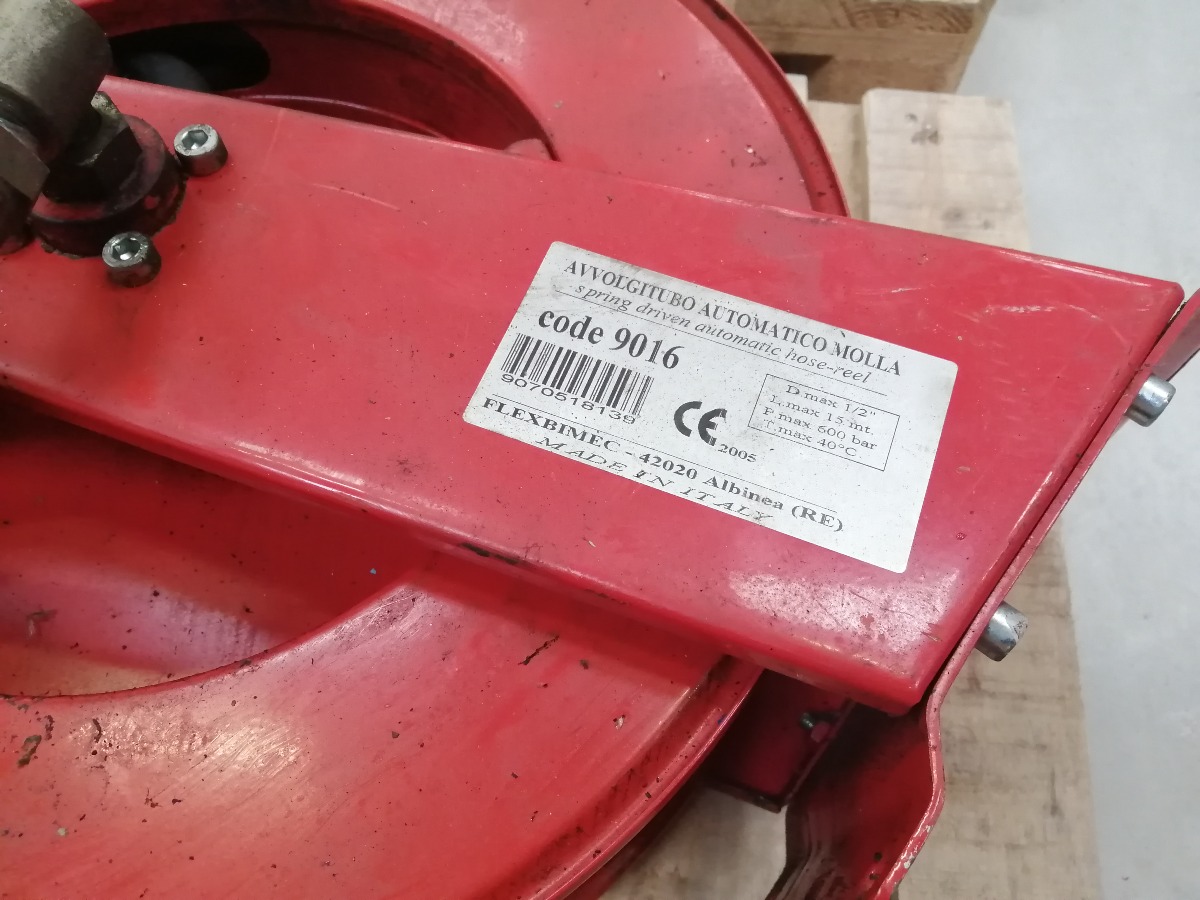 AVVOLGITUBO AUTOMATICO MOLLA
spring driven automatic hose-reel
code 9016
9070518139
CE 2005
D.max 1/2"
L.max 15 mt.
P.max 600 bar
T.max 40°C
FLEXBIMEC - 42020 Albinea (RE)
MADE IN ITALY